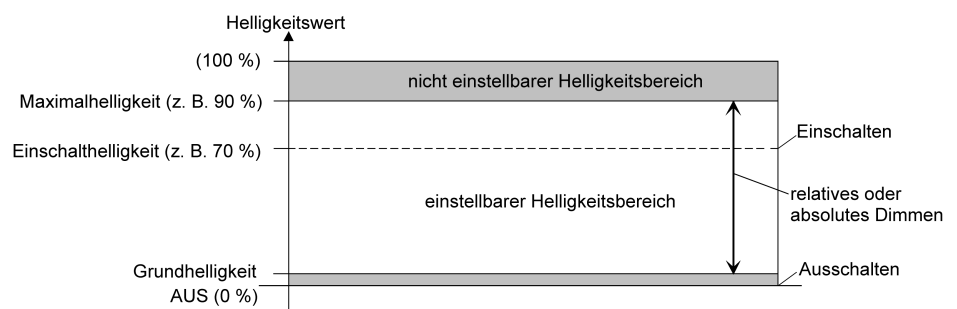 Helligkeitswert
(100 %)
nicht einstellbarer Helligkeitsbereich
Maximalhelligkeit (z. B. 90 %)
Einschalten
Einschalthelligkeit (z. B. 70 %)
einstellbarer Helligkeitsbereich
relatives oder
absolutes Dimmen
Grundhelligkeit
Ausschalten
AUS (0 %)